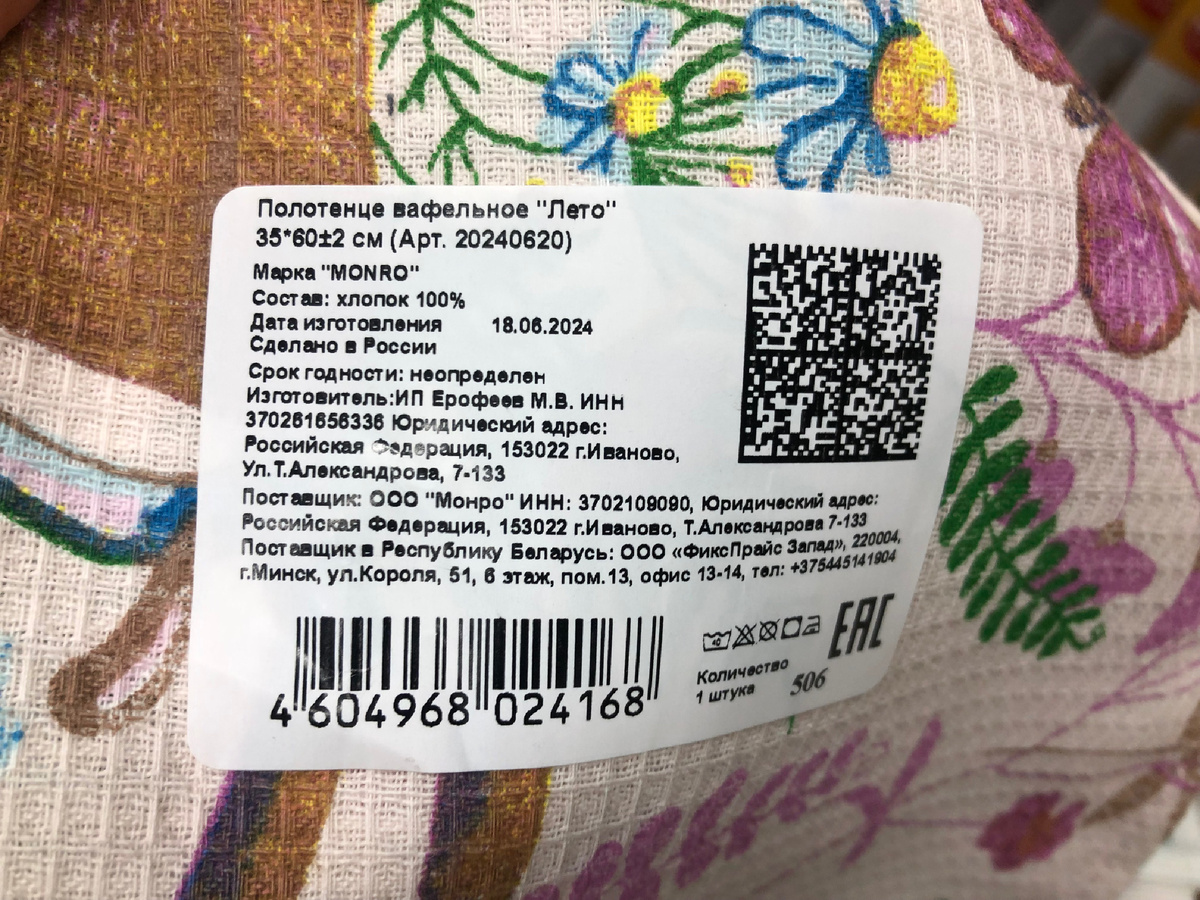 Полотенце вафельное "Лето"
35*60±2 см (Арт. 20240620)
Марка "MONRO"
Состав: хлопок 100%
Дата изготовления 18.06.2024
Сделано в России
Срок годности: неопределен
Изготовитель:ИП Ерофеев М.В. ИНН
370261656336 Юридический адрес:
Российская Федерация, 153022 г.Иваново,
Ул.Т.Александрова, 7-133
Поставщик: ООО "Монро" ИНН: 3702109090, Юридический адрес:
Российская Федерация, 153022 г.Иваново, Т.Александрова 7-133
Поставщик в Республику Беларусь: ООО «ФиксПрайс Запад», 220004,
г.Минск, ул.Короля, 51, 6 этаж, пом.13, офис 13-14, тел: +375445141904
40
EAC
Количество
1 штука 506
4 604968 024168